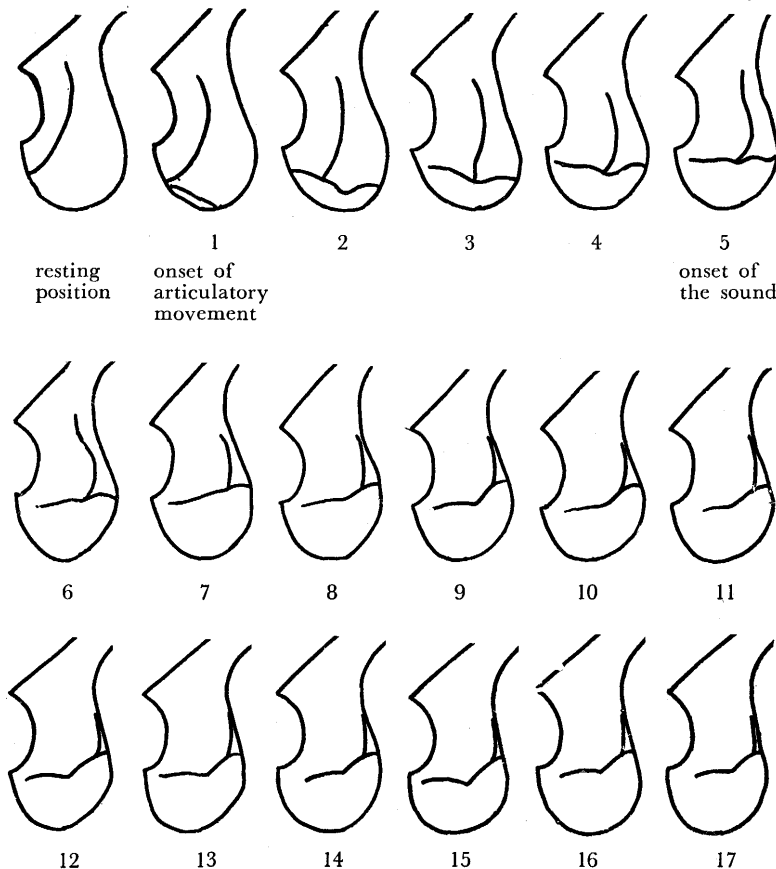 1 2 3 4 5
resting position
onset of articulatory movement
onset of the sound
6 7 8 9 10 11
12 13 14 15 16 17